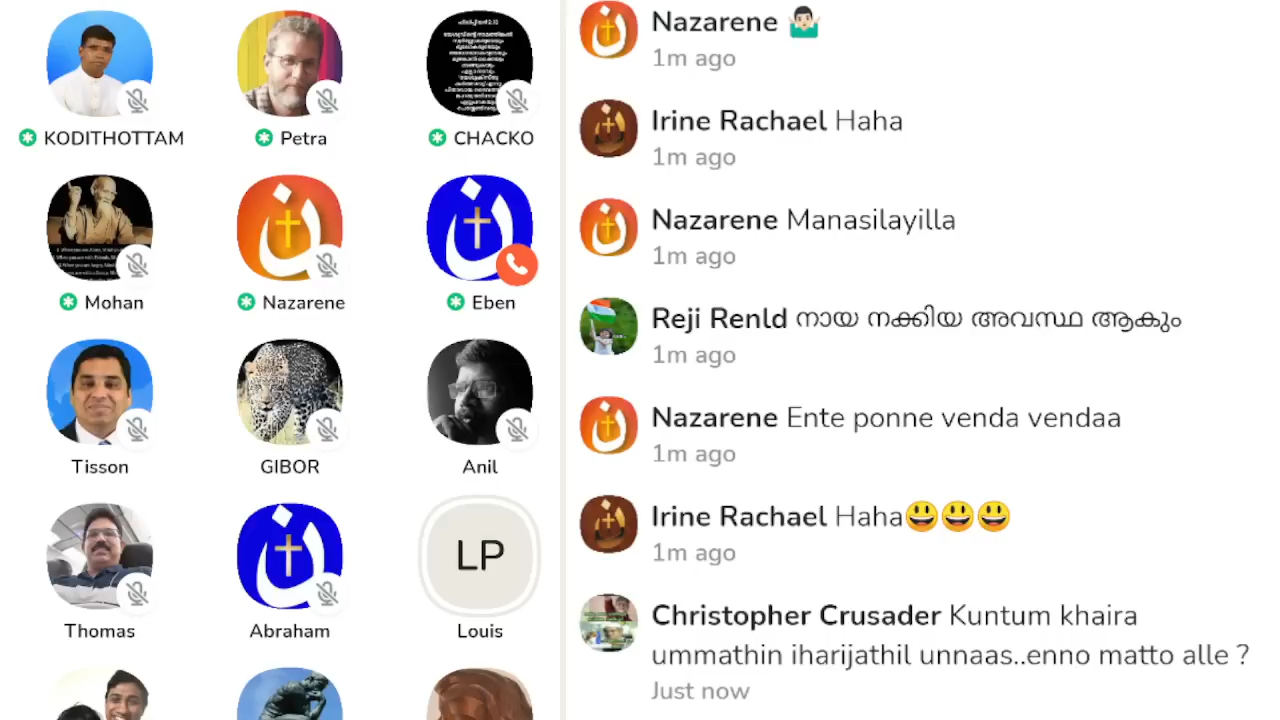 KODITHOTTAM
Petra
CHACKO
Mohan
Nazarene
Eben
Tisson
GIBOR
Anil
Thomas
Abraham
LP
Louis
Nazarene 🤷🏻‍♂️
1m ago
Irine Rachael Haha
1m ago
Nazarene Manasilayilla
1m ago
Reji Renld നായ നക്കിയ അവസ്ഥ ആകും
1m ago
Nazarene Ente ponne venda vendaa
1m ago
Irine Rachael Haha😃😃😃
1m ago
Christopher Crusader Kuntum khaira
ummathin iharijathil unnaas..enno matto alle ?
Just now